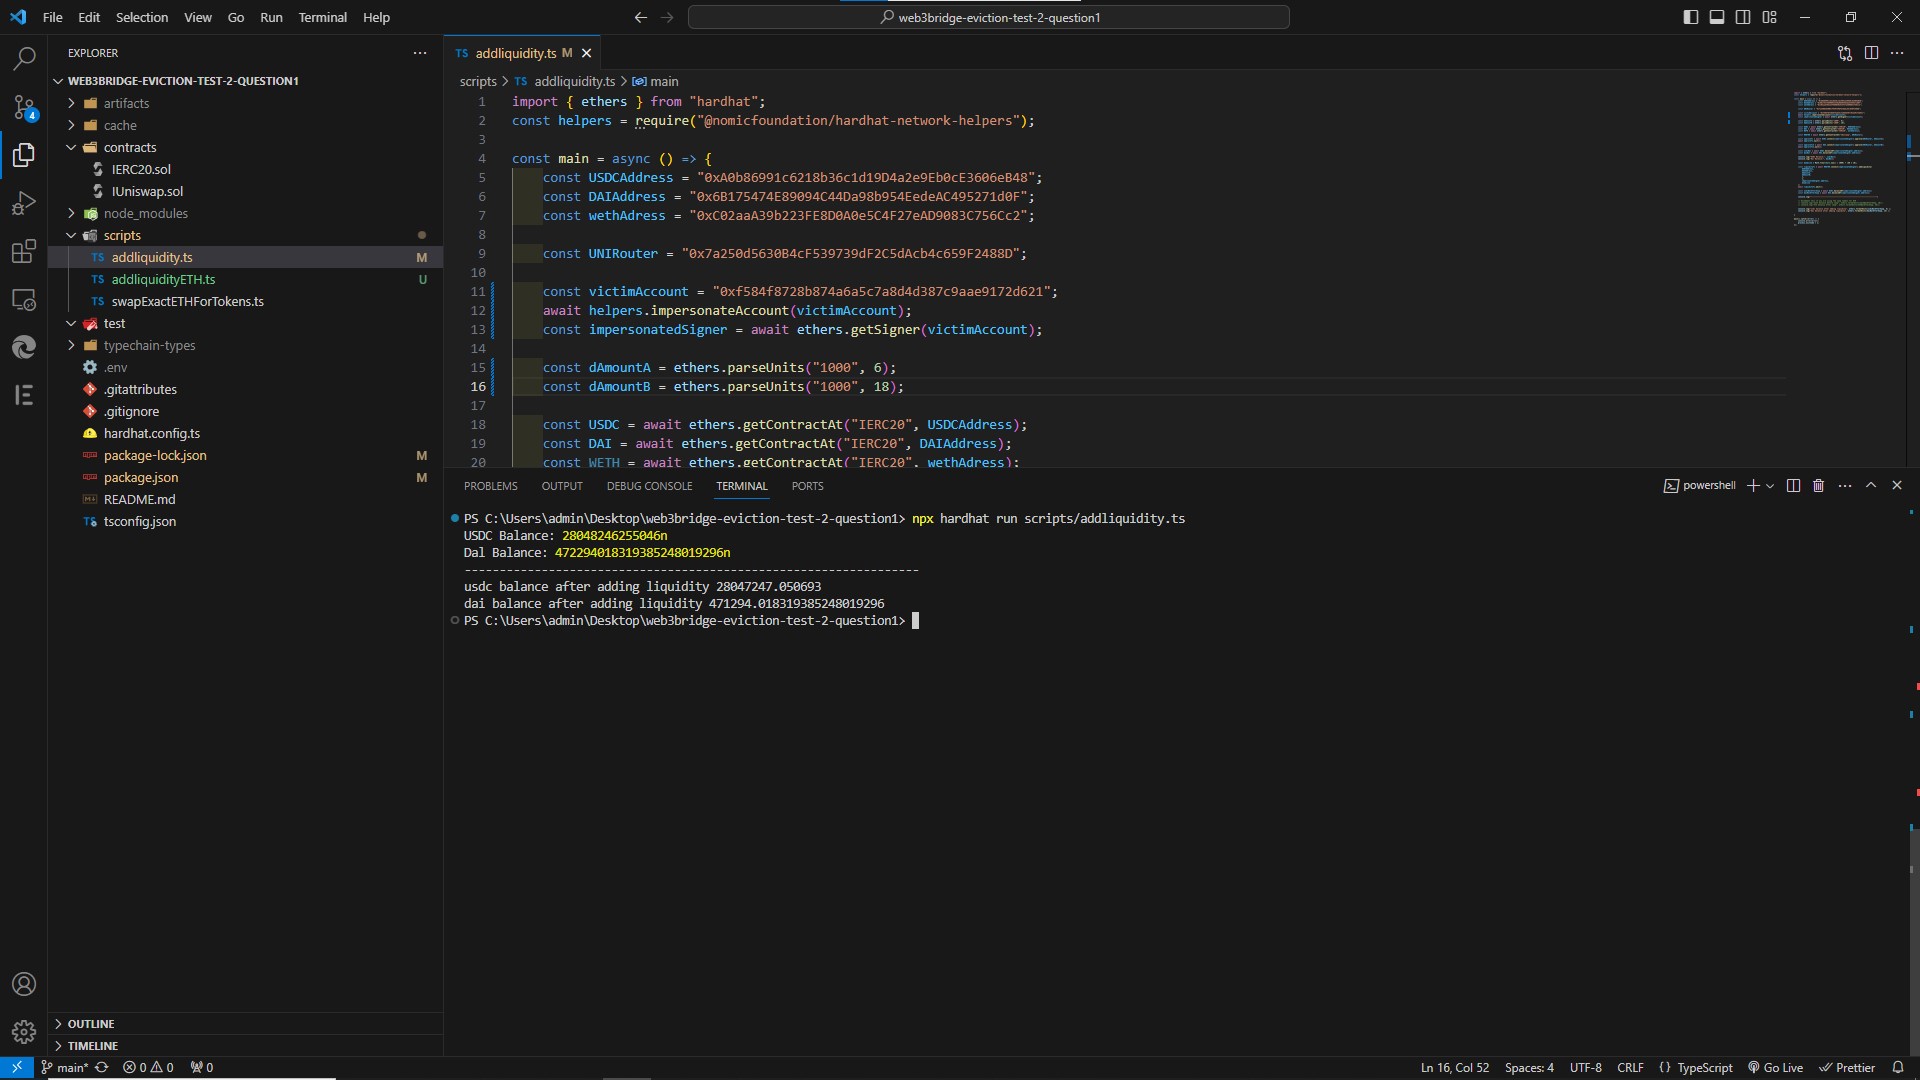 File Edit Selection View Go Run Terminal Help
web3bridge-eviction-test-2-question1
EXPLORER
WEB3BRIDGE-EVICTION-TEST-2-QUESTION1
artifacts
cache
contracts
IERC20.sol
IUniswap.sol
node_modules
scripts
TS addliquidity.ts M
TS addliquidityETH.ts U
TS swapExactETHForTokens.ts
test
typechain-types
.env
.gitattributes
.gitignore
hardhat.config.ts
package-lock.json M
package.json M
README.md
tsconfig.json
4
OUTLINE
TIMELINE
TS addliquidity.ts M
scripts > TS addliquidity.ts > main
1 import { ethers } from "hardhat";
2 const helpers = require("@nomicfoundation/hardhat-network-helpers");
3
4 const main = async () => {
5 const USDCAddress = "0xA0b86991c6218b36c1d19D4a2e9Eb0cE3606eB48";
6 const DAIAddress = "0x6B175474E89094C44Da98b954EedeAC495271d0F";
7 const wethAdress = "0xC02aaA39b223FE8D0A0e5C4F27eAD9083C756Cc2";
8
9 const UNIRouter = "0x7a250d5630B4cF539739dF2C5dAcb4c659F2488D";
10
11 const victimAccount = "0xf584f8728b874a6a5c7a8d4d387c9aae9172d621";
12 await helpers.impersonateAccount(victimAccount);
13 const impersonatedSigner = await ethers.getSigner(victimAccount);
14
15 const dAmountA = ethers.parseUnits("1000", 6);
16 const dAmountB = ethers.parseUnits("1000", 18);
17
18 const USDC = await ethers.getContractAt("IERC20", USDCAddress);
19 const DAI = await ethers.getContractAt("IERC20", DAIAddress);
20 const WETH = await ethers.getContractAt("IERC20", wethAdress);
PROBLEMS OUTPUT DEBUG CONSOLE TERMINAL PORTS
powershell
PS C:\Users\admin\Desktop\web3bridge-eviction-test-2-question1> npx hardhat run scripts/addliquidity.ts
USDC Balance: 28048246255046n
Dal Balance: 472294018319385248019296n
-----------------------------------------------------------------
usdc balance after adding liquidity 28047247.050693
dai balance after adding liquidity 471294.018319385248019296
PS C:\Users\admin\Desktop\web3bridge-eviction-test-2-question1>
main* 0 0 0
Ln 16, Col 52 Spaces: 4 UTF-8 CRLF {} TypeScript Go Live Prettier